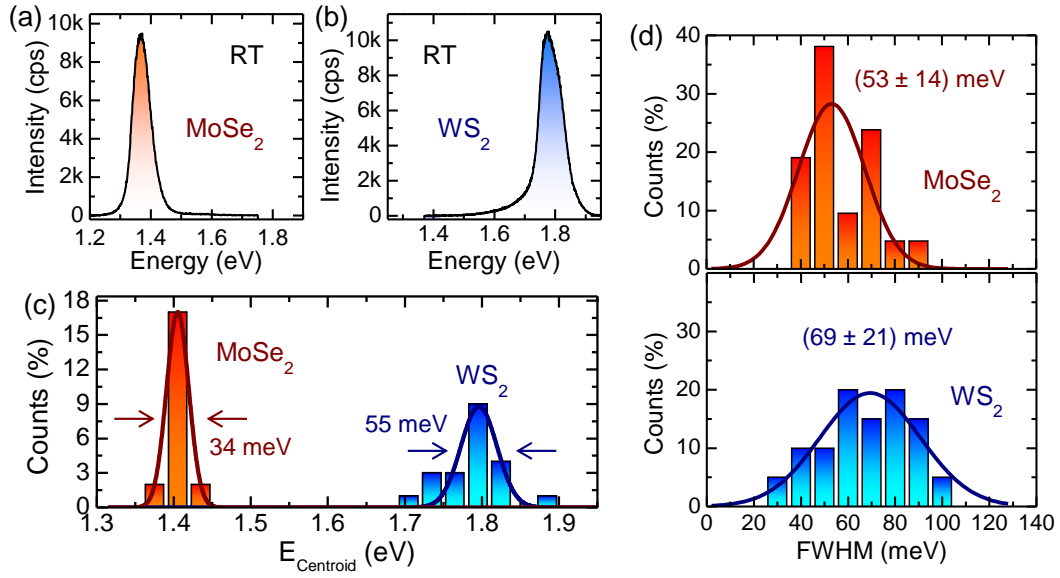 (a)
10k
8k
6k
4k
2k
0
Intensity (cps)
RT
MoSe2
1.2 1.4 1.6 1.8
Energy (eV)
(b)
10k
8k
6k
4k
2k
0
Intensity (cps)
RT
WS2
1.4 1.6 1.8
Energy (eV)
(c)
18
15
12
9
6
3
0
Counts (%)
MoSe2
34 meV
WS2
55 meV
1.3 1.4 1.5 1.6 1.7 1.8 1.9
ECentroid (eV)
(d)
40
30
20
10
0
Counts (%)
(53 ± 14) meV
MoSe2
30
20
10
0
Counts (%)
(69 ± 21) meV
WS2
0 20 40 60 80 100 120 140
FWHM (meV)